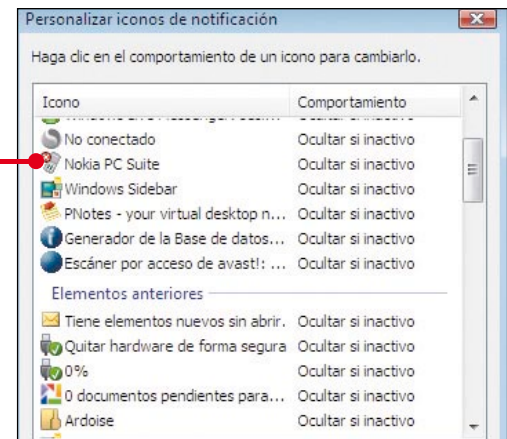 Personalizar iconos de notificación
Haga clic en el comportamiento de un icono para cambiarlo.
Icono Comportamiento
No conectado Ocultar si inactivo
Nokia PC Suite Ocultar si inactivo
Windows Sidebar Ocultar si inactivo
PNotes - your virtual desktop n... Ocultar si inactivo
Generador de la Base de datos... Ocultar si inactivo
Escáner por acceso de avast!: ... Ocultar si inactivo
Elementos anteriores
Tiene elementos nuevos sin abrir. Ocultar si inactivo
Quitar hardware de forma segura Ocultar si inactivo
0% Ocultar si inactivo
0 documentos pendientes para... Ocultar si inactivo
Ardoise Ocultar si inactivo